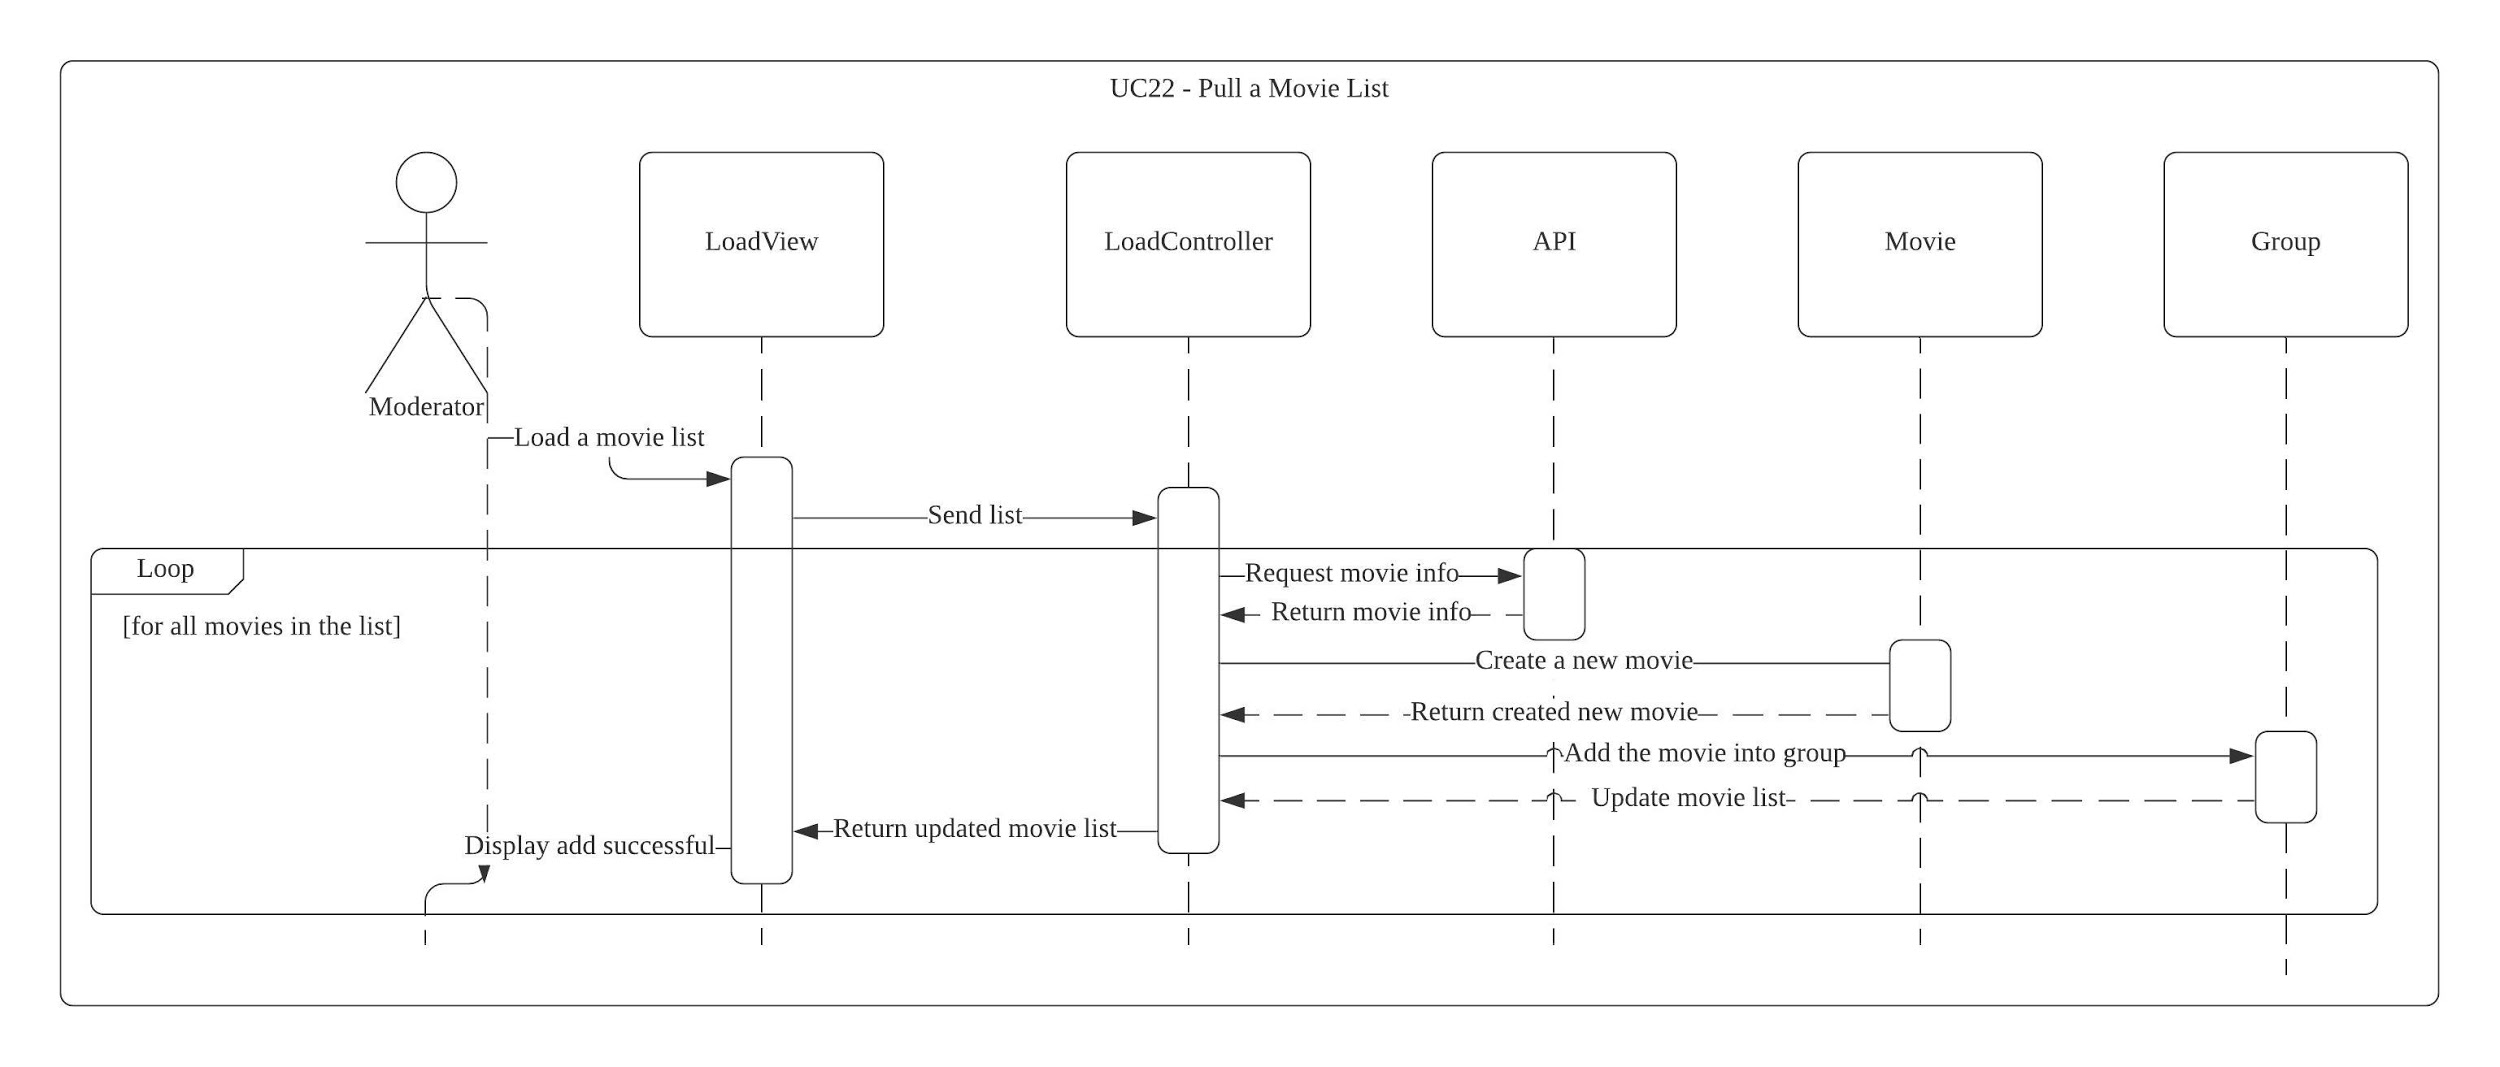 UC22 - Pull a Movie List
Moderator
LoadView
LoadController
API
Movie
Group
Load a movie list
Send list
Loop
[for all movies in the list]
Request movie info
Return movie info
Create a new movie
Return created new movie
Add the movie into group
Update movie list
Return updated movie list
Display add successful